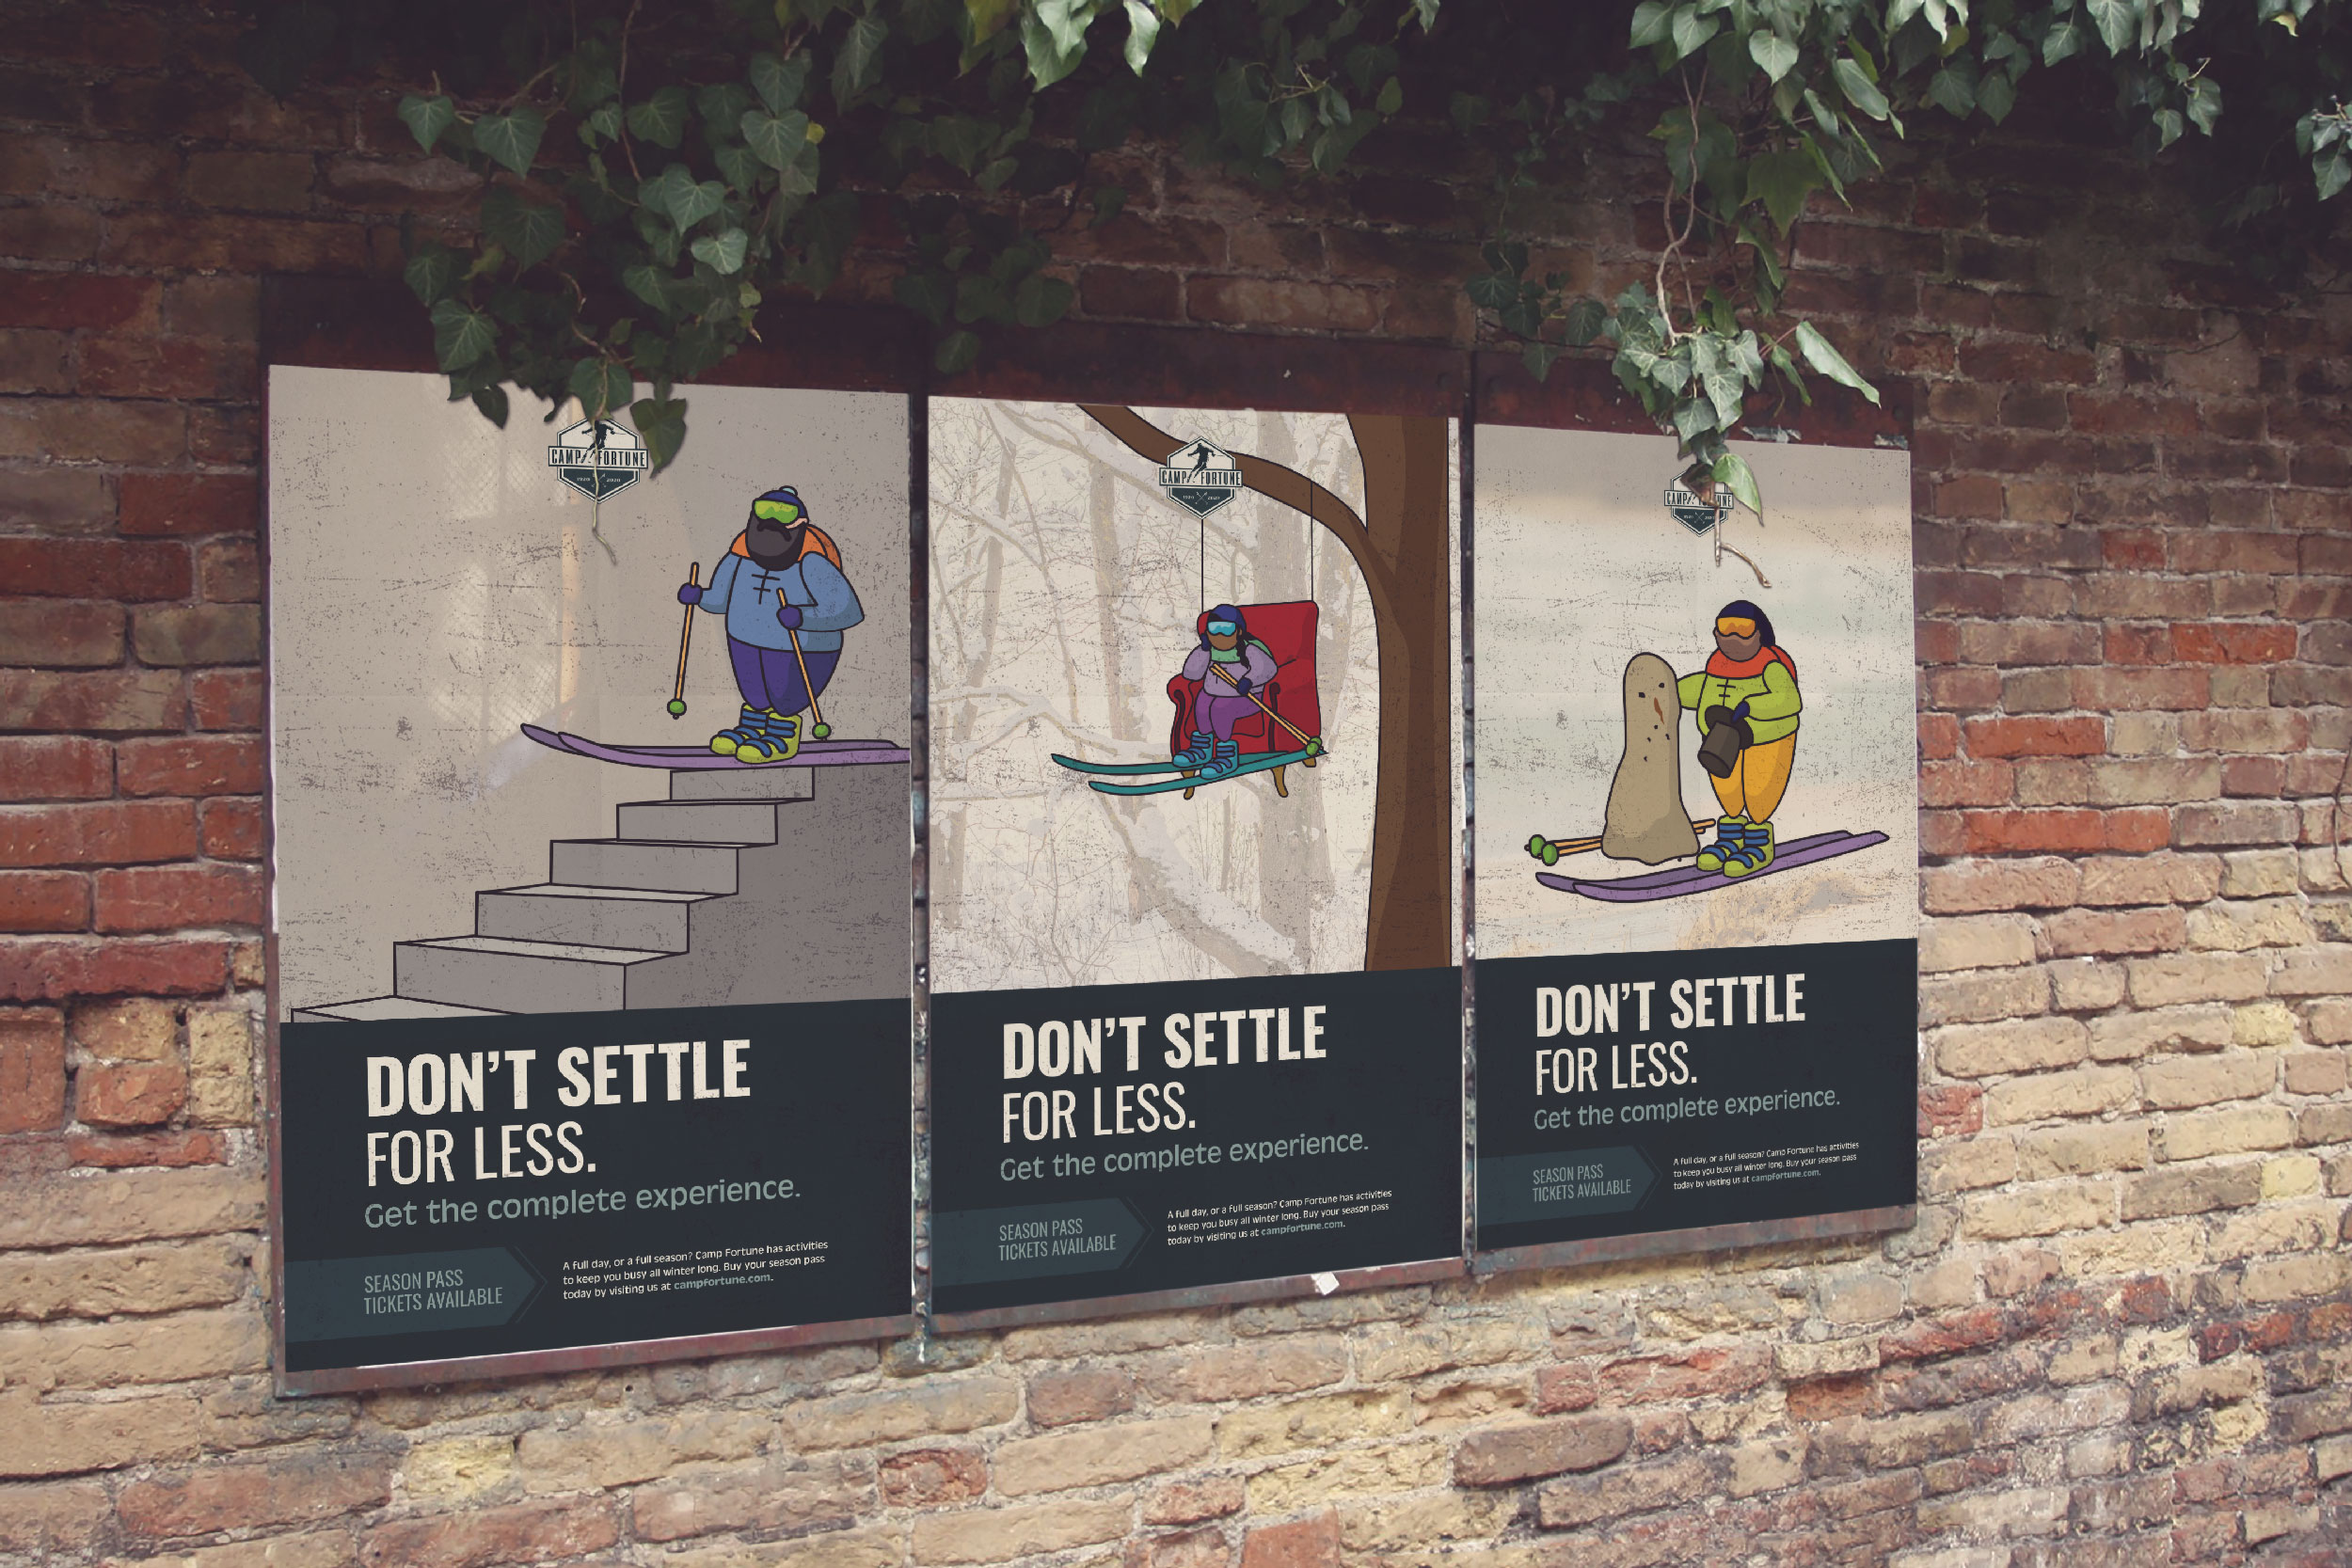 CAMP FORTUNE
1920 2020
DON'T SETTLE
FOR LESS.
Get the complete experience.
SEASON PASS
TICKETS AVAILABLE
A full day, or a full season? Camp Fortune has activities
to keep you busy all winter long. Buy your season pass
today by visiting us at campfortune.com.
CAMP FORTUNE
1920 2020
DON'T SETTLE
FOR LESS.
Get the complete experience.
SEASON PASS
TICKETS AVAILABLE
A full day, or a full season? Camp Fortune has activities
to keep you busy all winter long. Buy your season pass
today by visiting us at campfortune.com.
CAMP
DON'T SETTLE
FOR LESS.
Get the complete experience.
SEASON PASS
TICKETS AVAILABLE
A full day, or a full season? Camp Fortune has activities
to keep you busy all winter long. Buy your season pass
today by visiting us at campfortune.com.